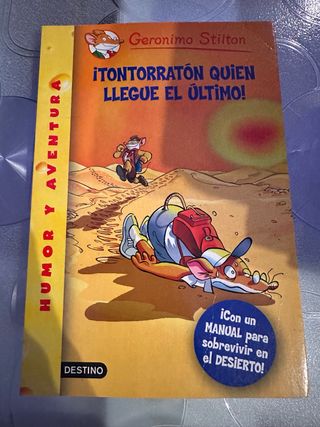 Geronimo Stilton
¡TONTORRATÓN QUIEN
LLEGUE EL ÚLTIMO!
HUMOR Y AVENTURA
¡Con un
MANUAL para
sobrevivir en
el DESIERTO!
DESTINO